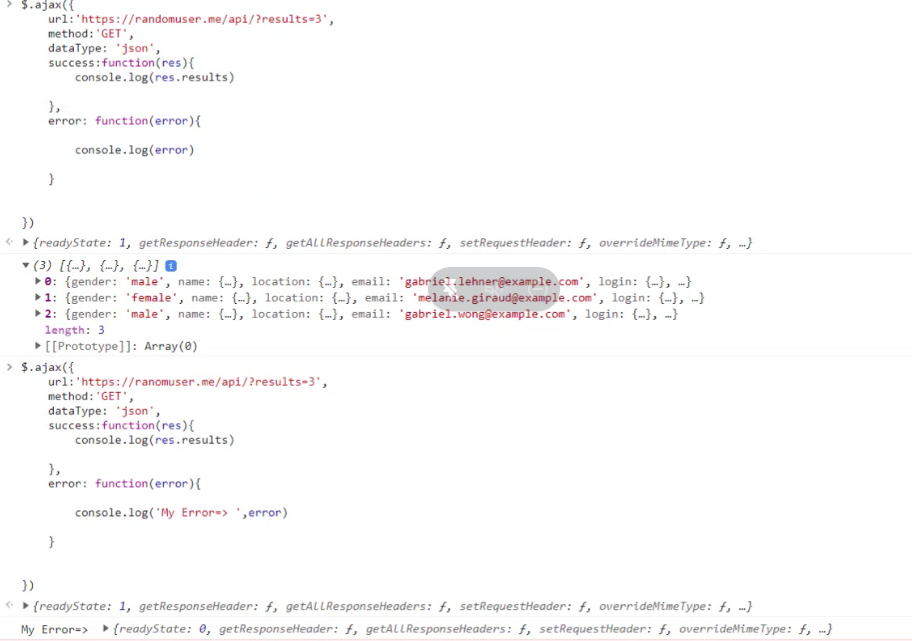 > $.ajax({
url:'https://randomuser.me/api/?results=3',
method:'GET',
dataType: 'json',
success:function(res){
console.log(res.results)
},
error: function(error){
console.log(error)
}
})
{readyState: 1, getResponseHeader: ƒ, getAllResponseHeaders: ƒ, setRequestHeader: ƒ, overrideMimeType: ƒ, …}
(3) [{…}, {…}, {…}] i
0: {gender: 'male', name: {…}, location: {…}, email: 'gabriel.lehner@example.com', login: {…}, …}
1: {gender: 'female', name: {…}, location: {…}, email: 'melanie.giraud@example.com', login: {…}, …}
2: {gender: 'male', name: {…}, location: {…}, email: 'gabriel.wong@example.com', login: {…}, …}
length: 3
[[Prototype]]: Array(0)
> $.ajax({
url:'https://ranomuser.me/api/?results=3',
method:'GET',
dataType: 'json',
success:function(res){
console.log(res.results)
},
error: function(error){
console.log('My Error=> ',error)
}
})
{readyState: 1, getResponseHeader: ƒ, getAllResponseHeaders: ƒ, setRequestHeader: ƒ, overrideMimeType: ƒ, …}
My Error=> {readyState: 0, getResponseHeader: ƒ, getAllResponseHeaders: ƒ, setRequestHeader: ƒ, overrideMimeType: ƒ, …}